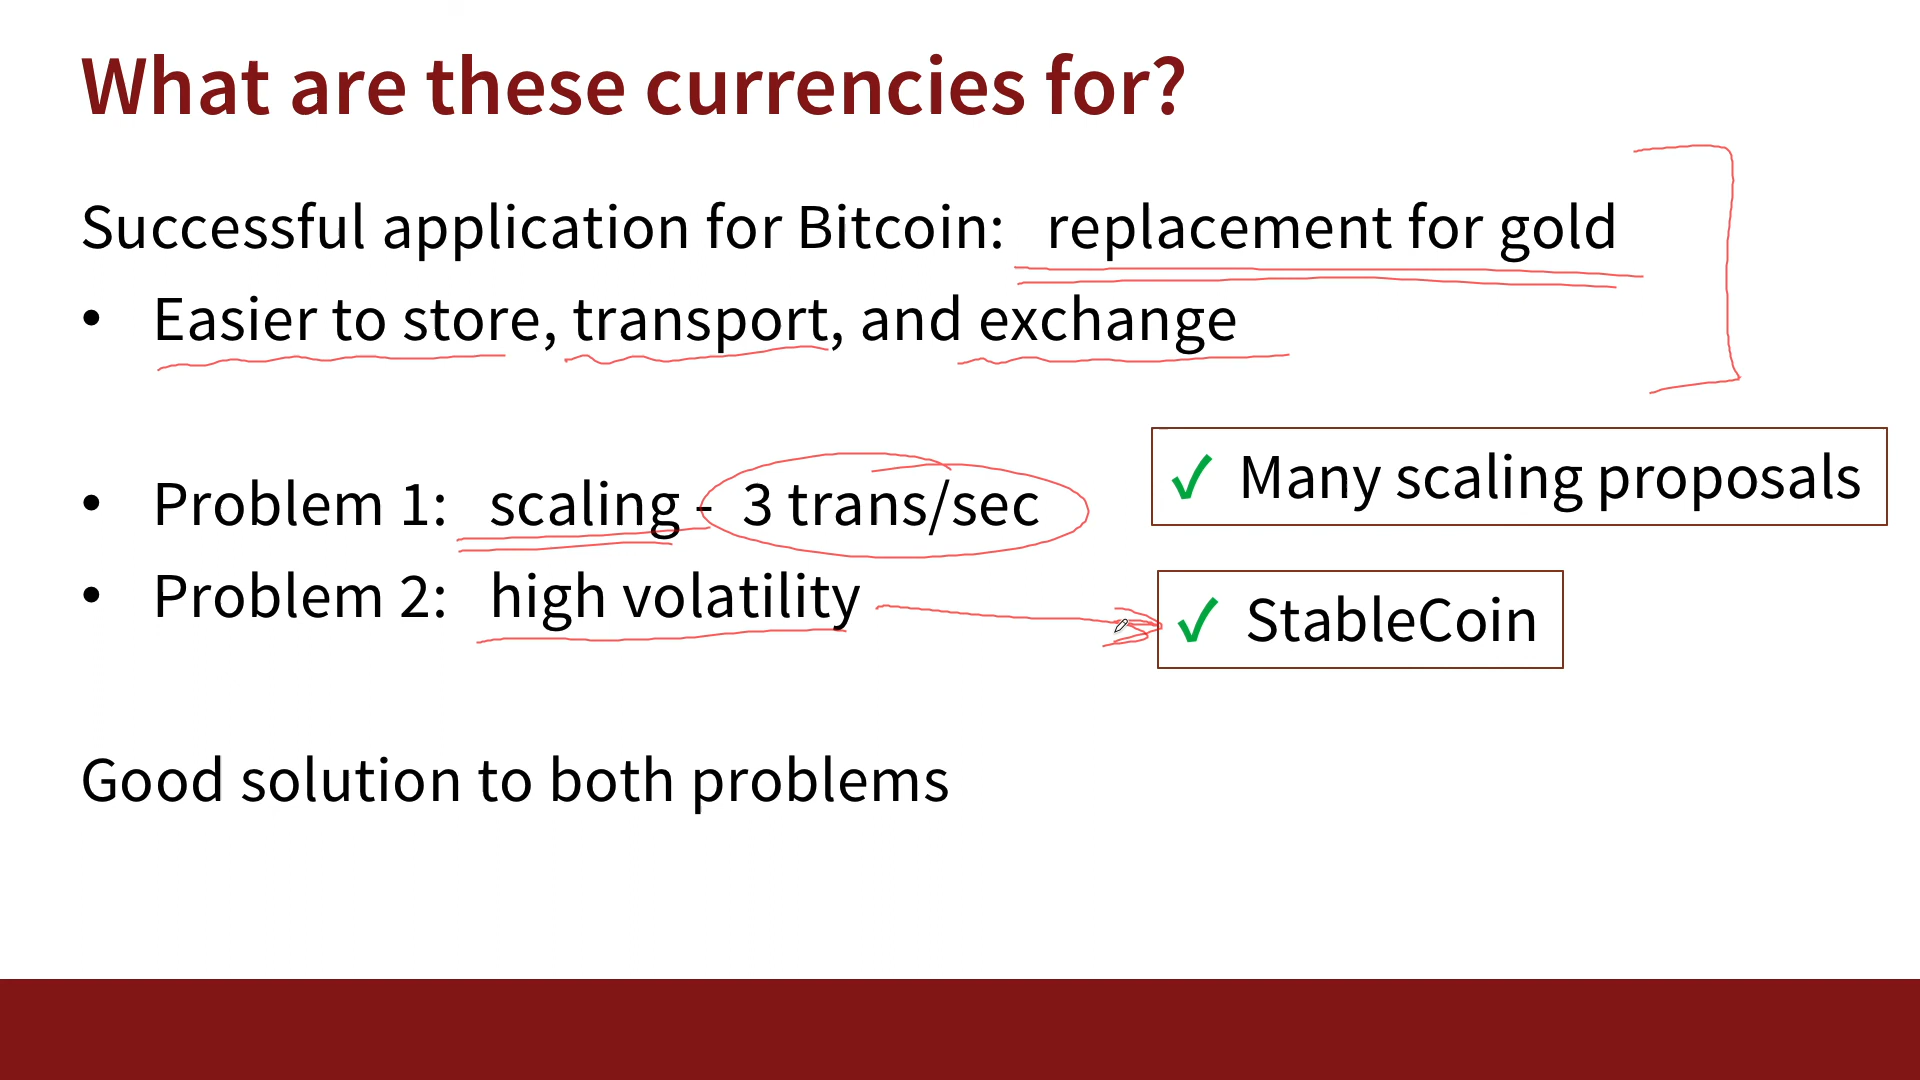 What are these currencies for?
Successful application for Bitcoin: replacement for gold
• Easier to store, transport, and exchange
• Problem 1: scaling - 3 trans/sec
✓ Many scaling proposals
• Problem 2: high volatility
✓ StableCoin
Good solution to both problems